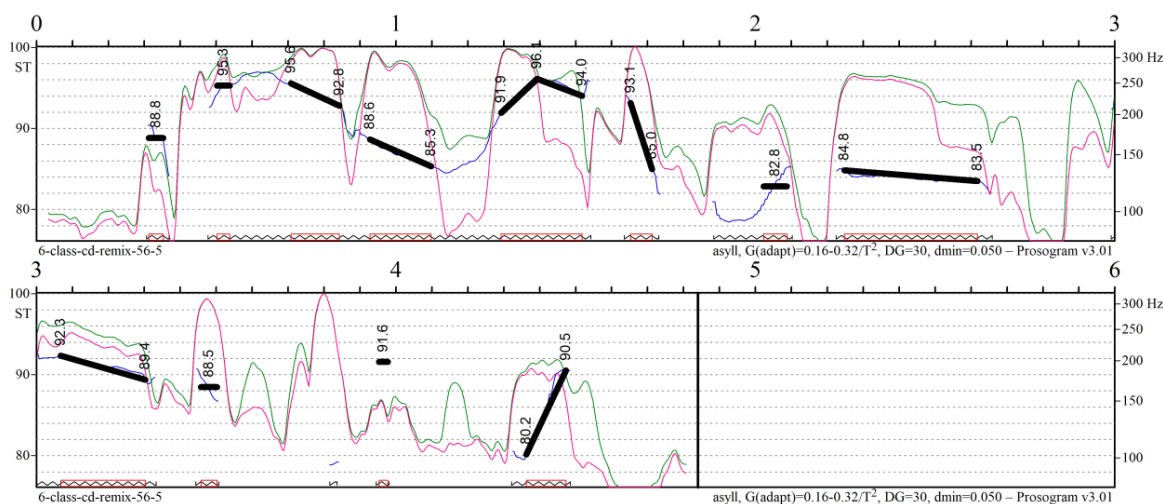 0 1 2 3
100 ST 90 80
300 Hz 250 200 150 100
88.8 95.3 95.6 92.8 88.6 85.3 91.9 96.1 94.0 93.1 85.0 82.8 84.8 83.5
6-class-cd-remix-56-5 asyll, G(adapt)=0.16-0.32/T², DG=30, dmin=0.050 – Prosogram v3.01
3 4 5 6
100 ST 90 80
300 Hz 250 200 150 100
92.3 89.4 88.5 91.6 80.2 90.5
6-class-cd-remix-56-5 asyll, G(adapt)=0.16-0.32/T², DG=30, dmin=0.050 – Prosogram v3.01